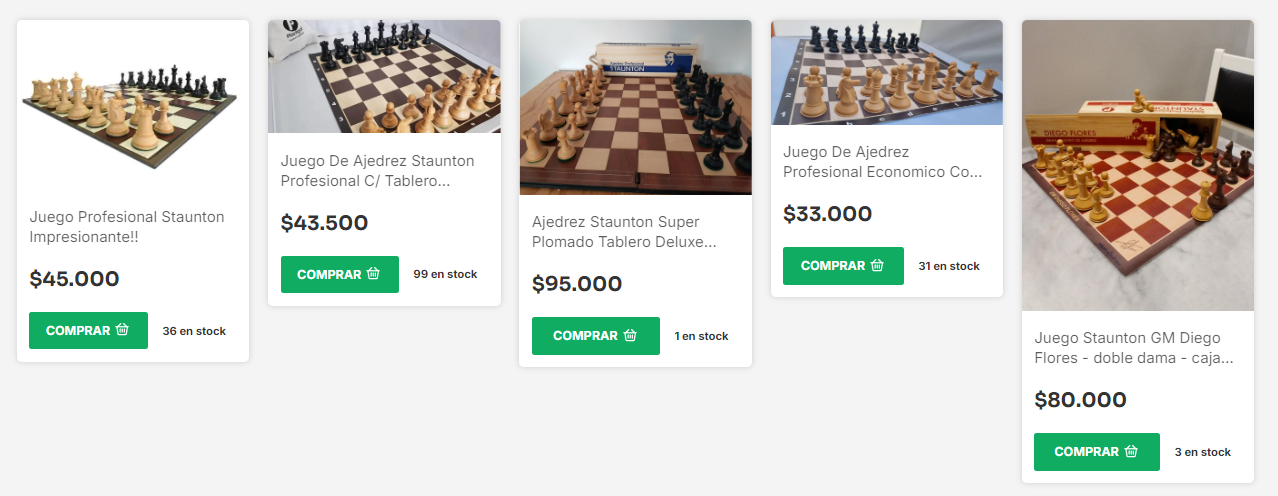 Juego Profesional Staunton
Impresionante!!
$45.000
COMPRAR
36 en stock
Juego De Ajedrez Staunton
Profesional C/ Tablero...
$43.500
COMPRAR
99 en stock
STAUNTON
Ajedrez Staunton Super
Plomado Tablero Deluxe...
$95.000
COMPRAR
1 en stock
Juego De Ajedrez
Profesional Economico Co...
$33.000
COMPRAR
31 en stock
STAUNTON
DIEGO FLORES
Juego Staunton GM Diego
Flores - doble dama - caja...
$80.000
COMPRAR
3 en stock